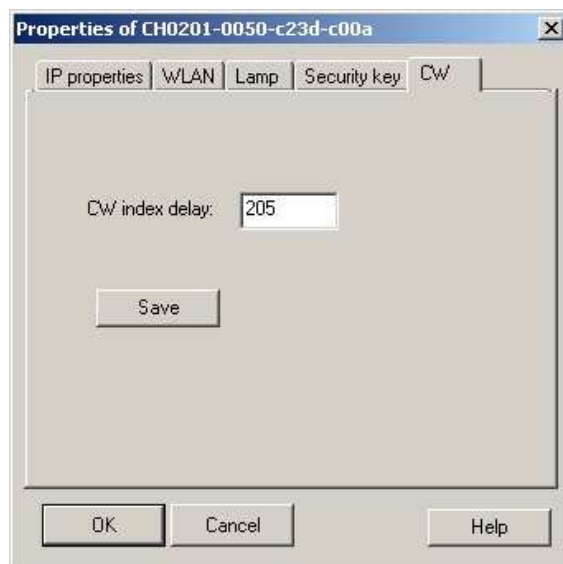 Properties of CH0201-0050-c23d-c00a
IP properties WLAN Lamp Security key CW
CW index delay: 205
Save
OK Cancel Help